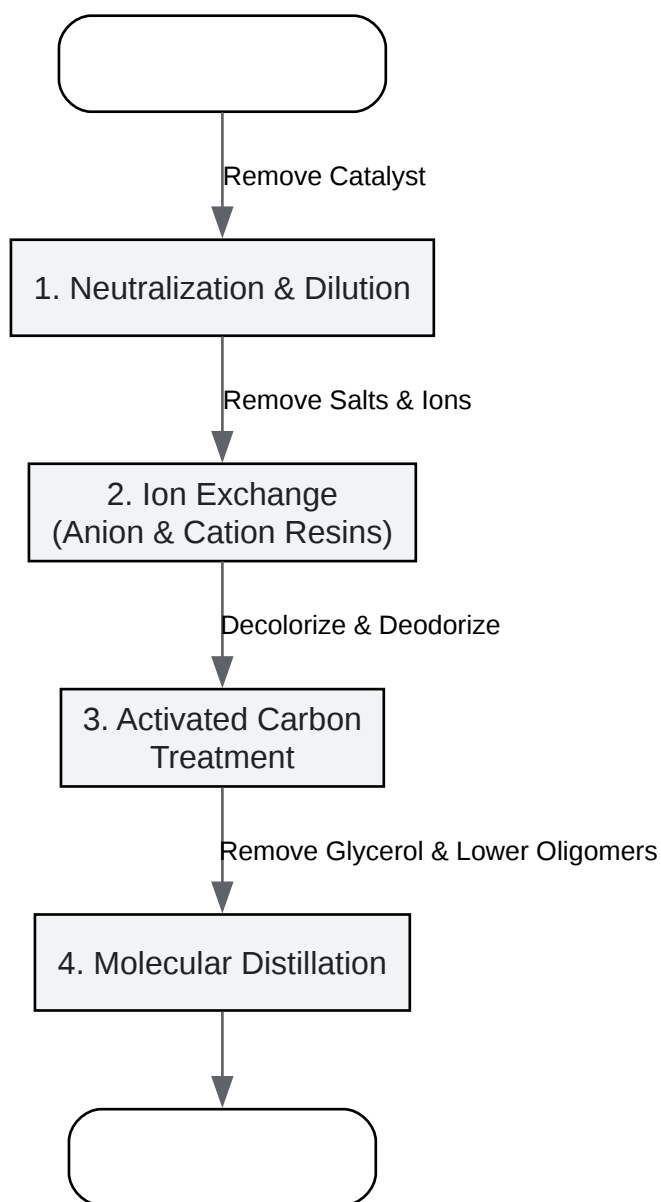 Remove Catalyst
1. Neutralization & Dilution
Remove Salts & Ions
2. Ion Exchange
(Anion & Cation Resins)
Decolorize & Deodorize
3. Activated Carbon
Treatment
Remove Glycerol & Lower Oligomers
4. Molecular Distillation